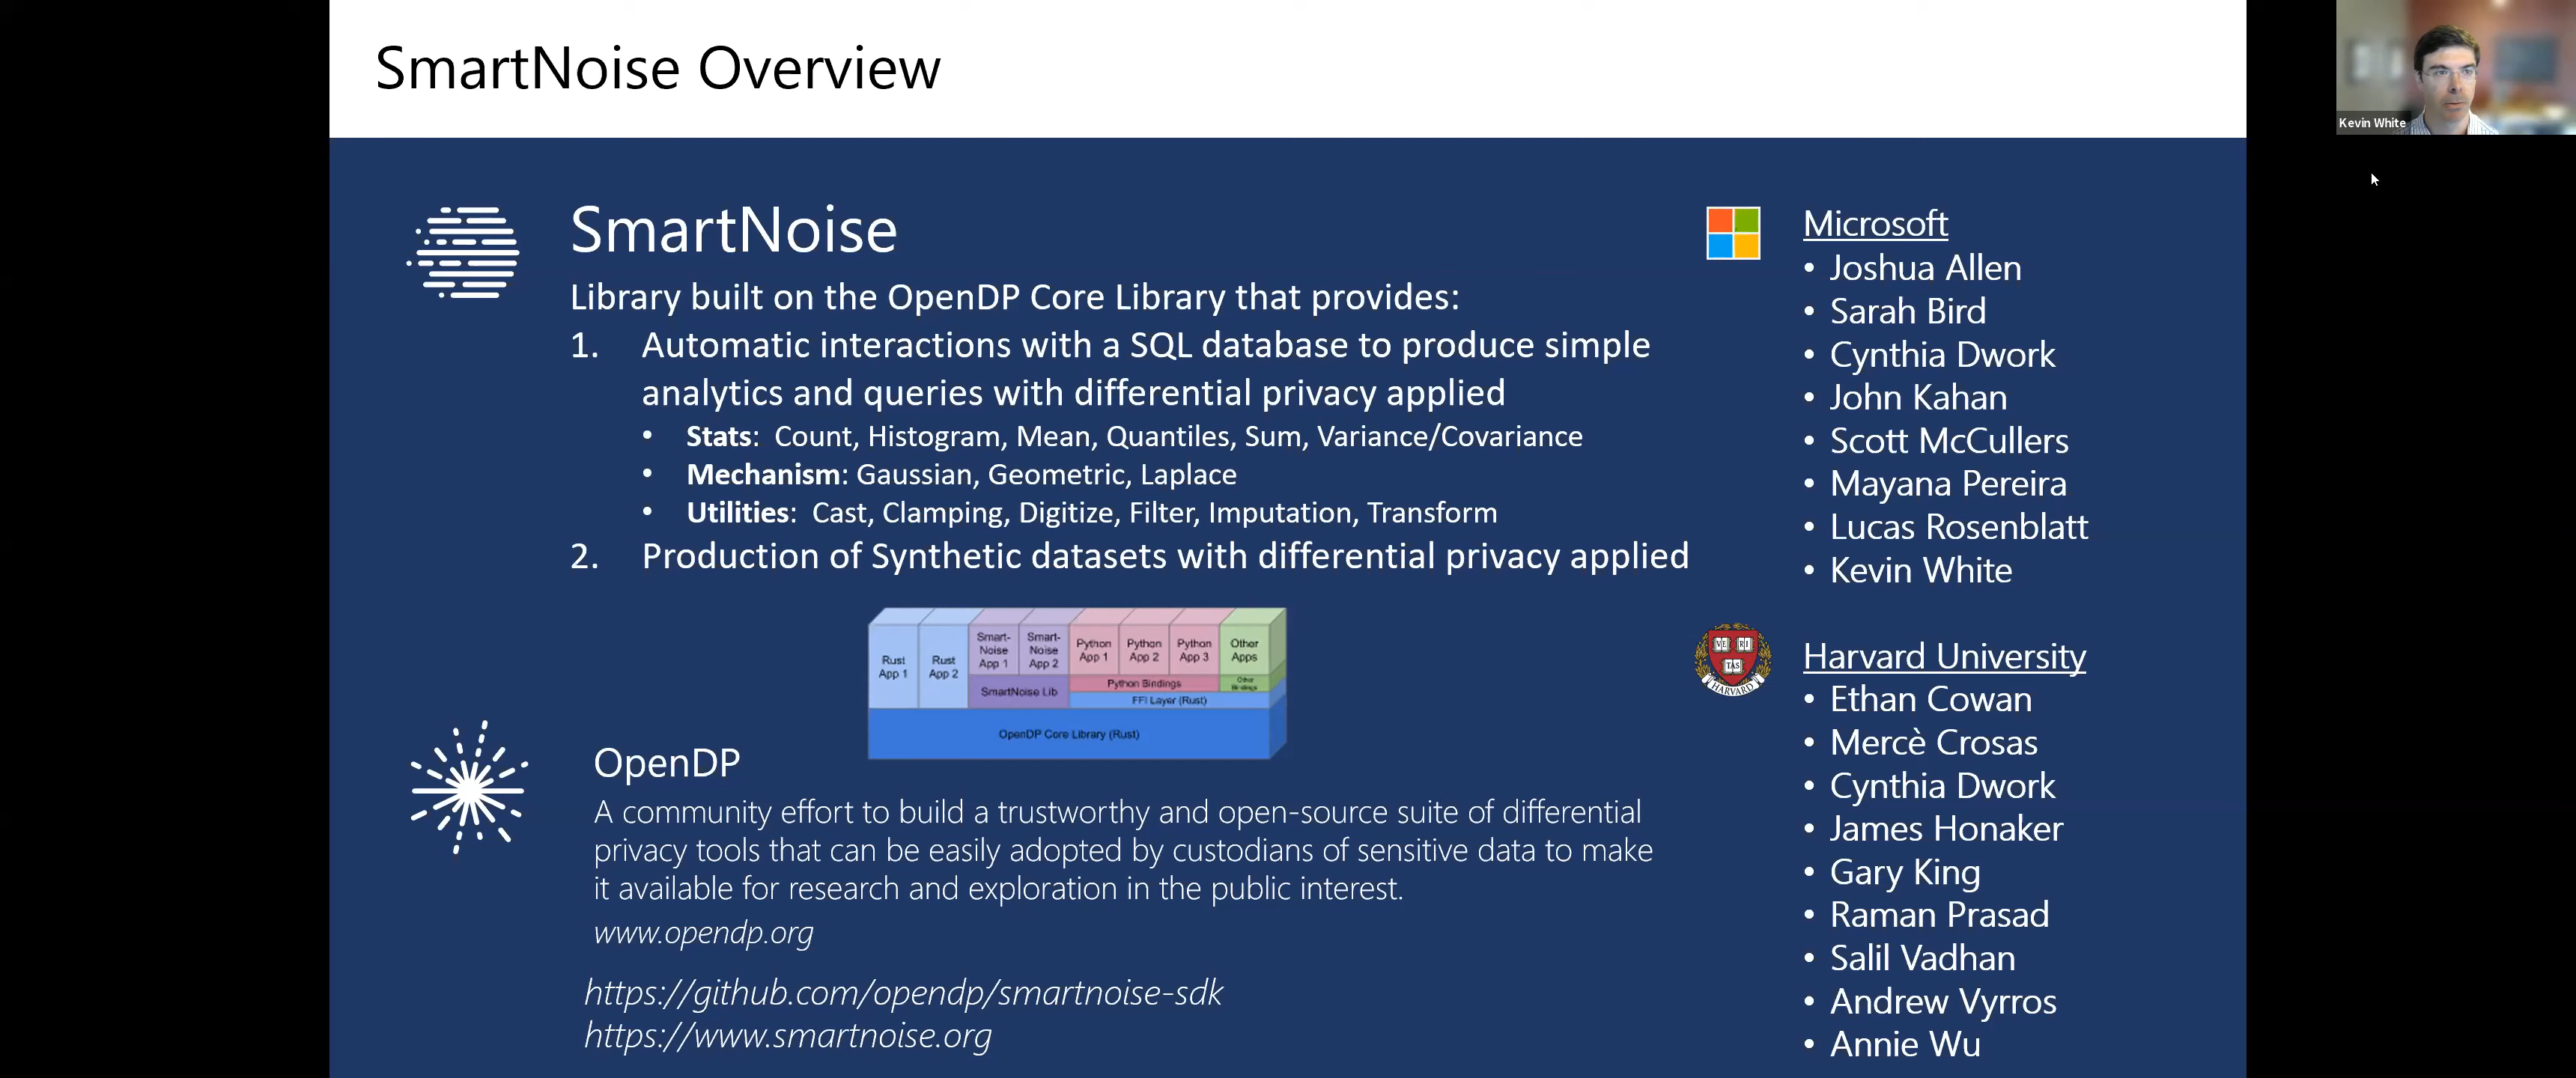 SmartNoise Overview
Kevin White
SmartNoise
Library built on the OpenDP Core Library that provides:
1. Automatic interactions with a SQL database to produce simple
analytics and queries with differential privacy applied
• Stats: Count, Histogram, Mean, Quantiles, Sum, Variance/Covariance
• Mechanism: Gaussian, Geometric, Laplace
• Utilities: Cast, Clamping, Digitize, Filter, Imputation, Transform
2. Production of Synthetic datasets with differential privacy applied
Rust
App 1
Rust
App 2
Smart-
Noise
App 1
Smart-
Noise
App 2
Python
App 1
Python
App 2
Python
App 3
Other
Apps
SmartNoise Lib
Python Bindings
Other
Bindings
FFI Layer (Rust)
OpenDP Core Library (Rust)
OpenDP
A community effort to build a trustworthy and open-source suite of differential
privacy tools that can be easily adopted by custodians of sensitive data to make
it available for research and exploration in the public interest.
www.opendp.org
https://github.com/opendp/smartnoise-sdk
https://www.smartnoise.org
Microsoft
• Joshua Allen
• Sarah Bird
• Cynthia Dwork
• John Kahan
• Scott McCullers
• Mayana Pereira
• Lucas Rosenblatt
• Kevin White
VE RI
TAS
HARVARD
Harvard University
• Ethan Cowan
• Mercè Crosas
• Cynthia Dwork
• James Honaker
• Gary King
• Raman Prasad
• Salil Vadhan
• Andrew Vyrros
• Annie Wu